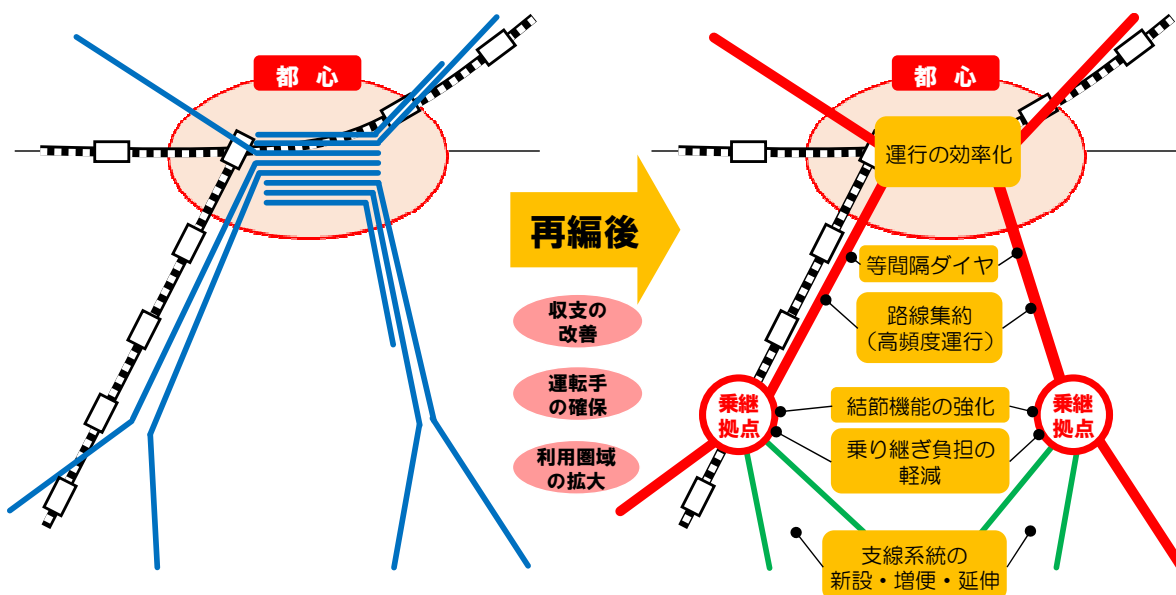 都 心
再編後
収支の
改善
運転手
の確保
利用圏域
の拡大
都 心
運行の効率化
等間隔ダイヤ
路線集約
（高頻度運行）
乗継
拠点
結節機能の強化
乗り継ぎ負担の
軽減
乗継
拠点
支線系統の
新設・増便・延伸